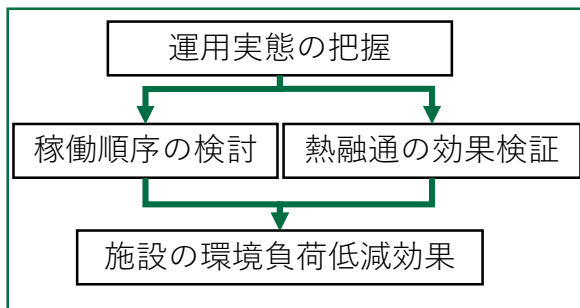 運用実態の把握
稼働順序の検討
熱融通の効果検証
施設の環境負荷低減効果